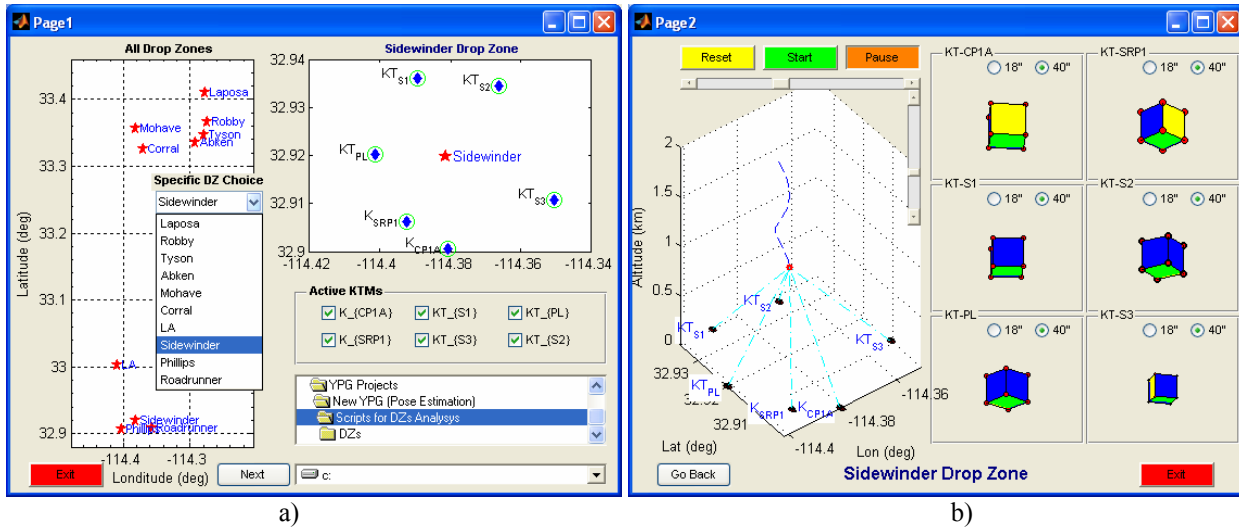 Page1
All Drop Zones
33.4
33.3
33.2
33.1
33
32.9
Latitude (deg)
-114.4
-114.3
Londitude (deg)
Laposa
Robby
Tyson
Mohave
Abken
Corral
LA
Sidewinder
Phillips
Roadrunner
Specific DZ Choice
Sidewinder
Laposa
Robby
Tyson
Abken
Mohave
Corral
LA
Sidewinder
Phillips
Roadrunner
Exit
Next
Sidewinder Drop Zone
32.94
32.93
32.92
32.91
32.9
-114.42
-114.4
-114.38
-114.36
-114.34
KTS1
KTS2
KTPL
Sidewinder
KTS3
KSRP1
KCP1A
Active KTMs
K_{CP1A}
KT_{S1}
KT_{PL}
K_{SRP1}
KT_{S3}
KT_{S2}
YPG Projects
New YPG (Pose Estimation)
Scripts for DZs Analysys
DZs
c:
a)
Page2
Reset
Start
Pause
2
1.5
1
0.5
0
Altitude (km)
32.93
32.92
32.91
Lat (deg)
-114.4
-114.38
-114.36
Lon (deg)
KTS1
KTS2
KTS3
KTPL
KSRP1
KCP1A
Go Back
Sidewinder Drop Zone
Exit
KT-CP1A
18"
40"
KT-SRP1
18"
40"
KT-S1
18"
40"
KT-S2
18"
40"
KT-PL
18"
40"
KT-S3
18"
40"
b)